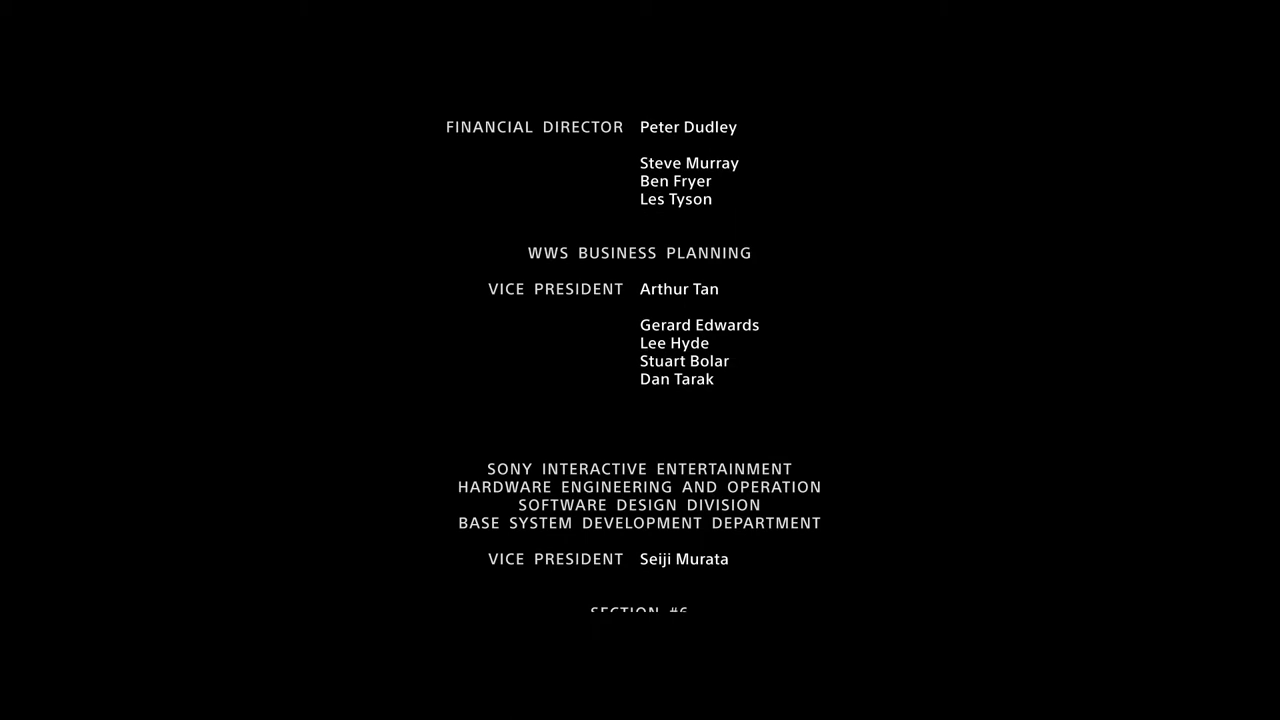 FINANCIAL DIRECTOR Peter Dudley
Steve Murray
Ben Fryer
Les Tyson
WWS BUSINESS PLANNING
VICE PRESIDENT Arthur Tan
Gerard Edwards
Lee Hyde
Stuart Bolar
Dan Tarak
SONY INTERACTIVE ENTERTAINMENT
HARDWARE ENGINEERING AND OPERATION
SOFTWARE DESIGN DIVISION
BASE SYSTEM DEVELOPMENT DEPARTMENT
VICE PRESIDENT Seiji Murata
SECTION #6